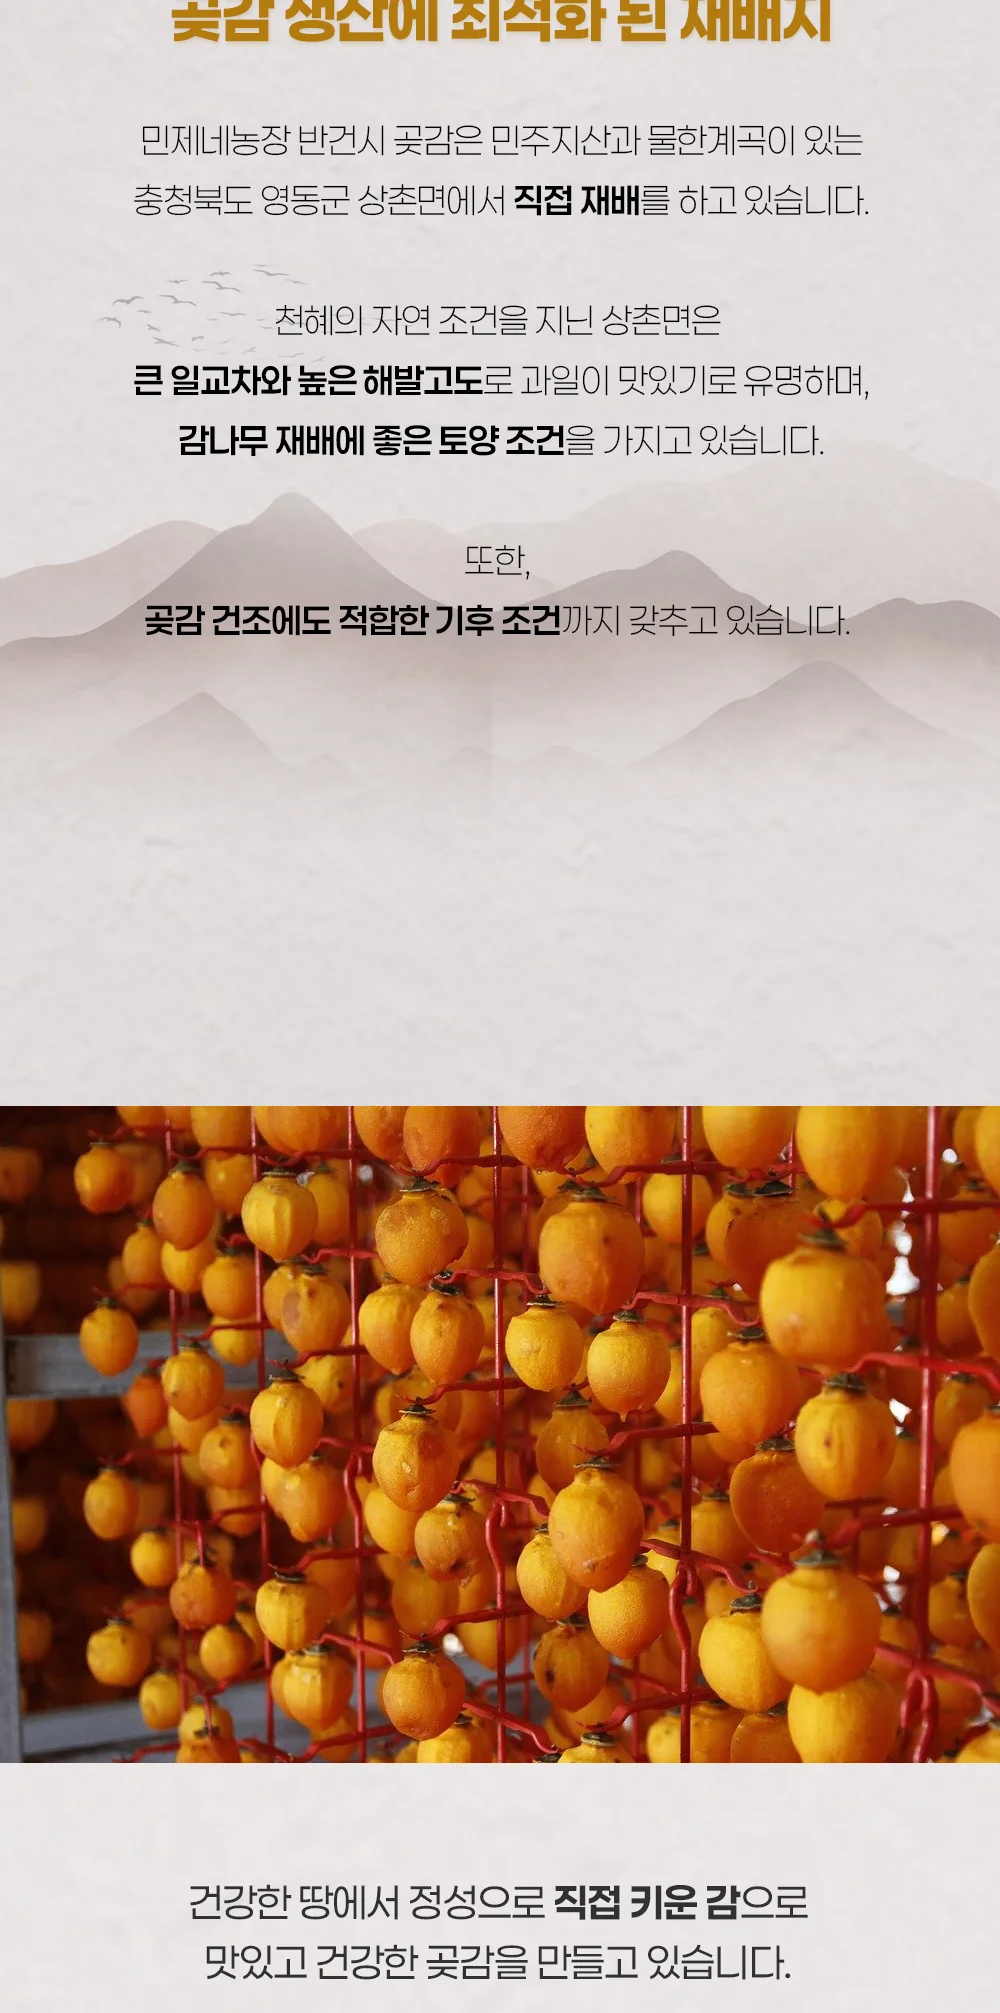 곶감 생산에 최적화 된 재배지
민제네농장 반건시 곶감은 민주지산과 물한계곡이 있는
충청북도 영동군 상촌면에서 직접 재배를 하고 있습니다.
천혜의 자연 조건을 지닌 상촌면은
큰 일교차와 높은 해발고도로 과일이 맛있기로 유명하며,
감나무 재배에 좋은 토양 조건을 가지고 있습니다.
또한,
곶감 건조에도 적합한 기후 조건까지 갖추고 있습니다.
건강한 땅에서 정성으로 직접 키운 감으로
맛있고 건강한 곶감을 만들고 있습니다.